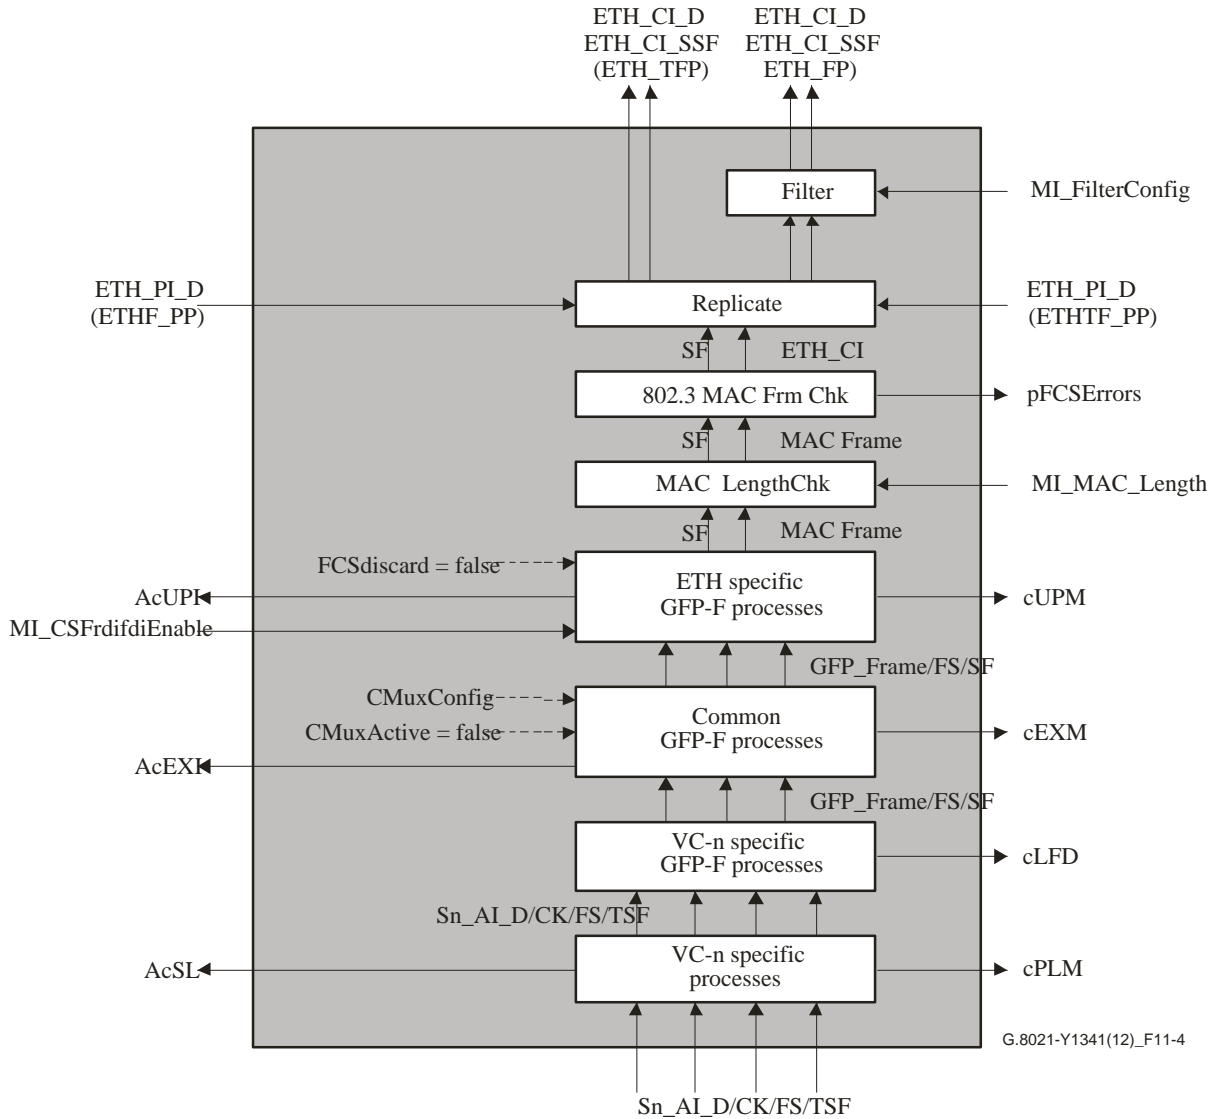 ETH_CI_D
ETH_CI_SSF
(ETH_TFP)
ETH_CI_D
ETH_CI_SSF
ETH_FP)
Filter
MI_FilterConfig
ETH_PI_D
(ETHF_PP)
Replicate
ETH_PI_D
(ETHTF_PP)
SF
ETH_CI
802.3 MAC Frm Chk
pFCSErrors
SF
MAC Frame
MAC LengthChk
MI_MAC_Length
SF
MAC Frame
FCSdiscard = false
ETH specific
GFP-F processes
AcUPI
cUPM
MI_CSFrdifdiEnable
GFP_Frame/FS/SF
CMuxConfig
Common
GFP-F processes
CMuxActive = false
cEXM
AcEXI
GFP_Frame/FS/SF
VC-n specific
GFP-F processes
cLFD
Sn_AI_D/CK/FS/TSF
VC-n specific
processes
AcSL
cPLM
G.8021-Y1341(12)_F11-4
Sn_AI_D/CK/FS/TSF